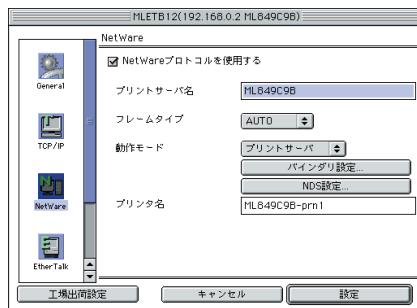 MLETB12(192.168.0.2 ML849C9B)
NetWare
NetWareプロトコルを使用する
General
プリントサーバ名
ML849C9B
フレームタイプ
AUTO
TCP/IP
動作モード
プリントサーバ
バインダリ設定...
NDS設定...
NetWare
プリンタ名
ML849C9B-prn1
EtherTalk
工場出荷設定
キャンセル
設定